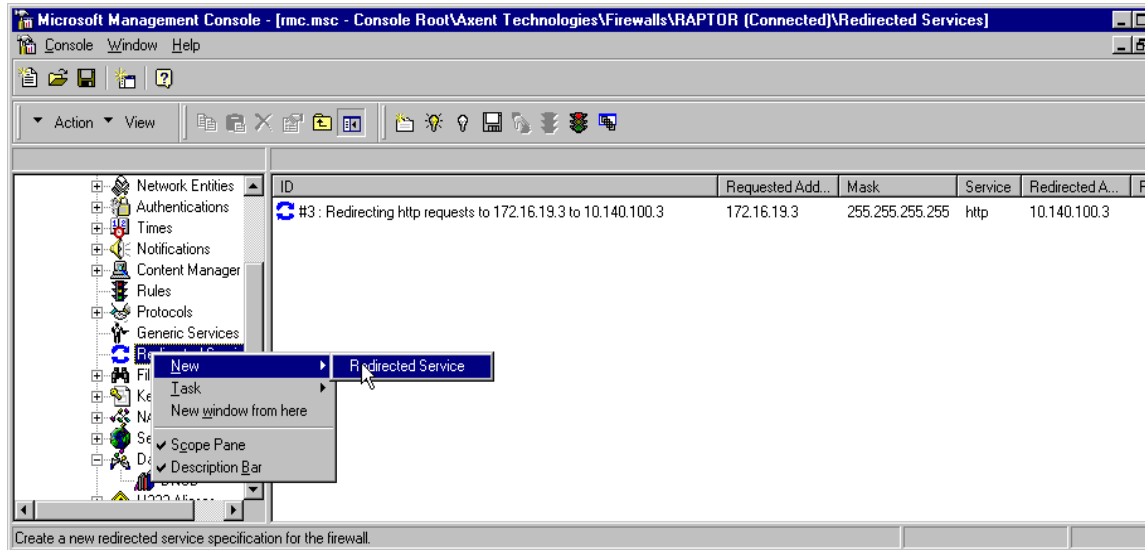 Microsoft Management Console - [rmc.msc - Console Root\Axent Technologies\Firewalls\RAPTOR (Connected)\Redirected Services]
Console Window Help
Action View
ID Requested Add... Mask Service Redirected A...
#3 : Redirecting http requests to 172.16.19.3 to 10.140.100.3 172.16.19.3 255.255.255.255 http 10.140.100.3
Network Entities
Authentications
Times
Notifications
Content Manager
Rules
Protocols
Generic Services
New
Redirected Service
Task
New window from here
Scope Pane
Description Bar
Create a new redirected service specification for the firewall.